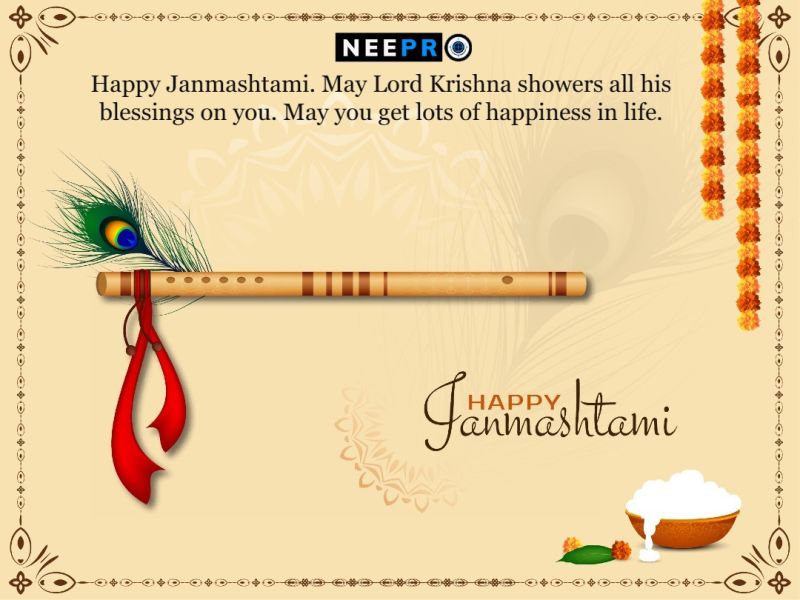 NEEPRO
Happy Janmashtami. May Lord Krishna showers all his
blessings on you. May you get lots of happiness in life.
HAPPY
Janmashtami